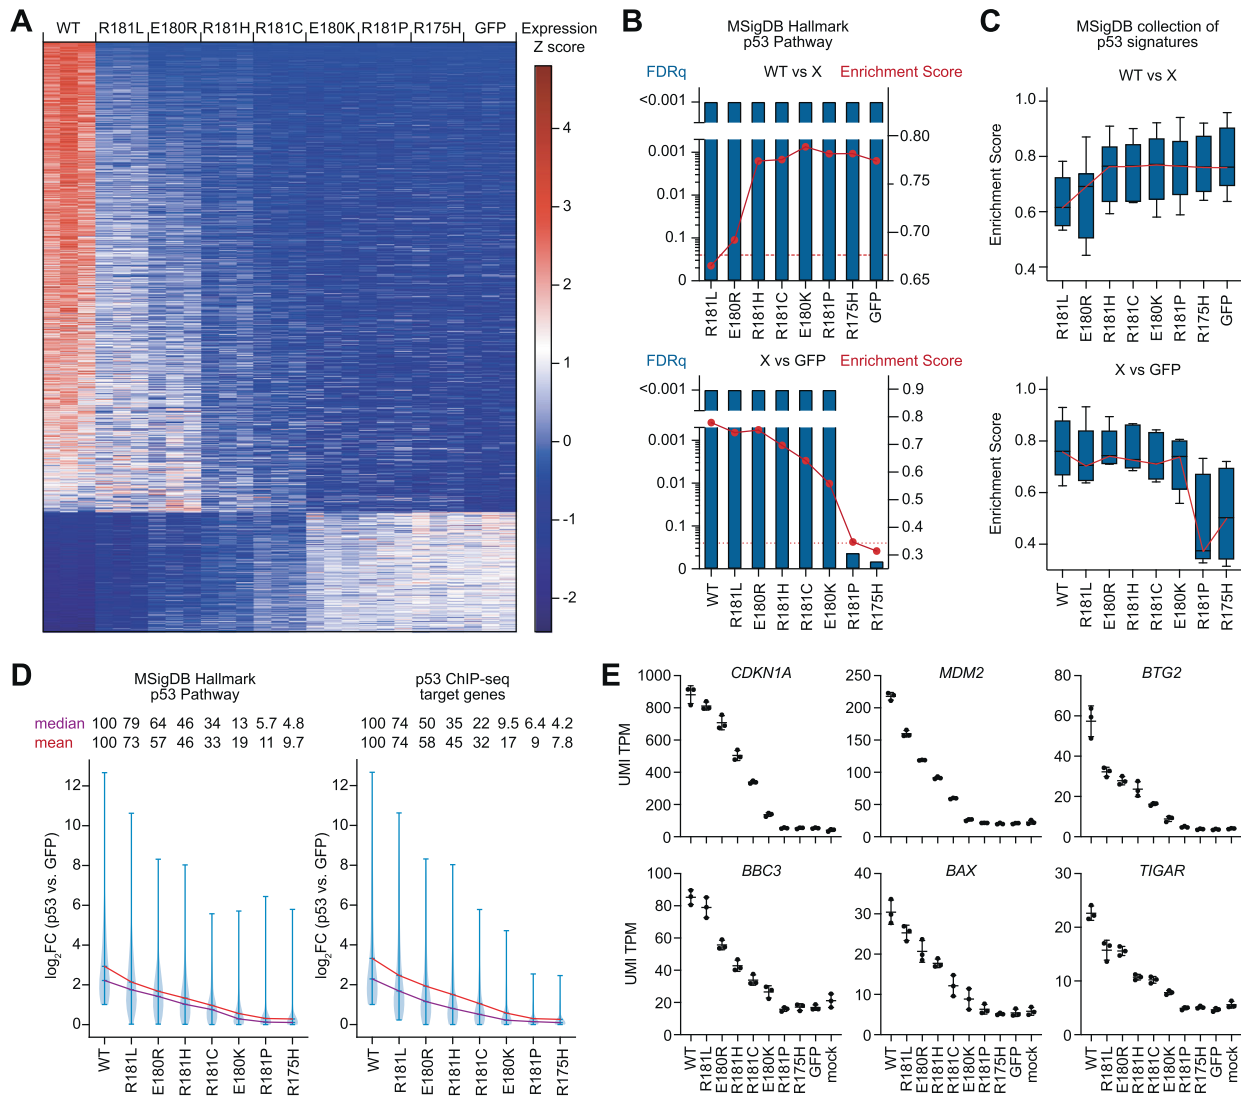 A
WT R181L E180R R181H R181C E180K R181P R175H GFP
Expression
Z score
4
3
2
1
0
-1
-2
B
MSigDB Hallmark
p53 Pathway
FDRq WT vs X Enrichment Score
<0.001
0.001
0.01
0.1
0
0.80
0.75
0.70
0.65
R181L E180R R181H R181C E180K R181P R175H GFP
FDRq X vs GFP Enrichment Score
<0.001
0.001
0.01
0.1
0
0.9
0.8
0.7
0.6
0.5
0.4
0.3
WT R181L E180R R181H R181C E180K R181P R175H
C
MSigDB collection of
p53 signatures
WT vs X
Enrichment Score
1.0
0.8
0.6
0.4
R181L E180R R181H R181C E180K R181P R175H GFP
X vs GFP
Enrichment Score
1.0
0.8
0.6
0.4
WT R181L E180R R181H R181C E180K R181P R175H
D
MSigDB Hallmark
p53 Pathway
median 100 79 64 46 34 13 5.7 4.8
mean 100 73 57 46 33 19 11 9.7
log2FC (p53 vs. GFP)
12
10
8
6
4
2
0
WT R181L E180R R181H R181C E180K R181P R175H
p53 ChIP-seq
target genes
100 74 50 35 22 9.5 6.4 4.2
100 74 58 45 32 17 9 7.8
log2FC (p53 vs. GFP)
12
10
8
6
4
2
0
WT R181L E180R R181H R181C E180K R181P R175H
E
CDKN1A
UMI TPM
1000
800
600
400
200
0
MDM2
250
200
150
100
50
0
BTG2
80
60
40
20
0
BBC3
UMI TPM
100
80
60
40
20
0
WT R181L E180R R181H R181C E180K R181P R175H GFP mock
BAX
40
30
20
10
0
WT R181L E180R R181H R181C E180K R181P R175H GFP mock
TIGAR
30
20
10
0
WT R181L E180R R181H R181C E180K R181P R175H GFP mock